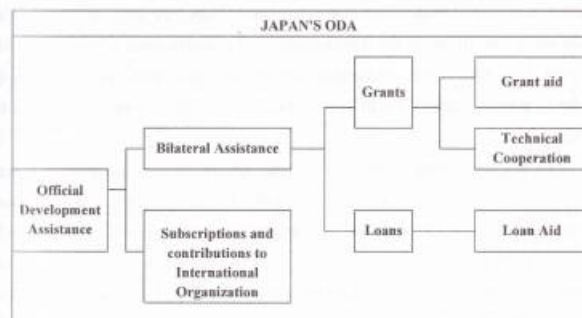 JAPAN'S ODA
Official
Development
Assistance
Bilateral Assistance
Subscriptions and
contributions to
International
Organization
Grants
Loans
Grant aid
Technical
Cooperation
Loan Aid